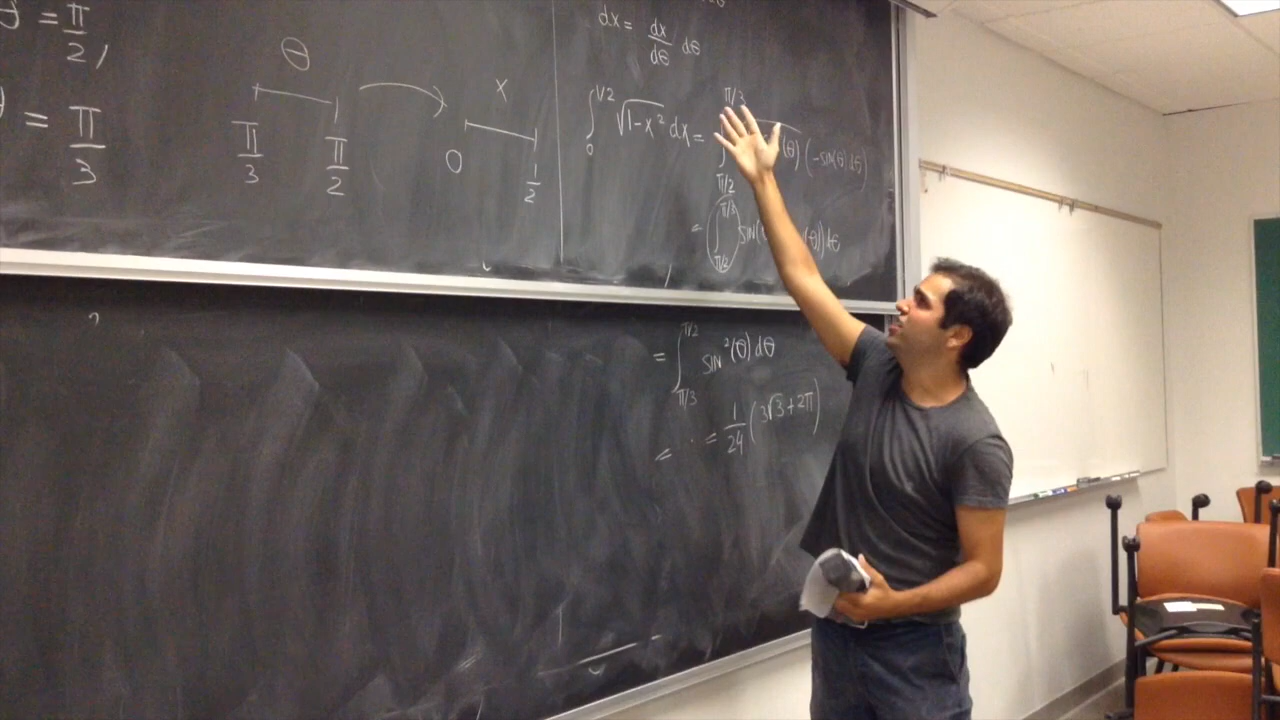 = π/2,
= π/3
θ
π/3 π/2
x
0 1/2
dx = dx/dθ dθ
∫_0^{1/2} √(1-x²) dx = ∫_{π/2}^{π/3} (θ) (-sin(θ) dθ)
= ∫_{π/2}^{π/3} sin( (θ)) dθ
= ∫_{π/3}^{π/2} sin²(θ) dθ
= . = 1/24 (3√3 + 2π)